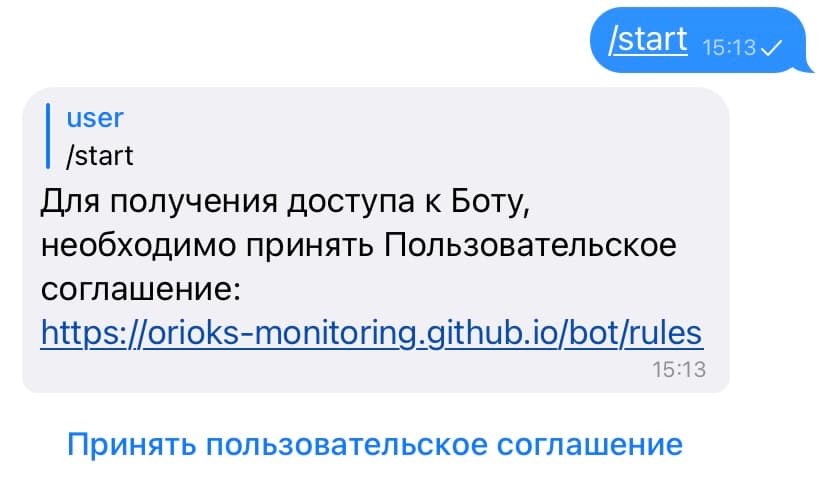 /start 15:13
user
/start
Для получения доступа к Боту,
необходимо принять Пользовательское
соглашение:
https://orioks-monitoring.github.io/bot/rules
15:13
Принять пользовательское соглашение